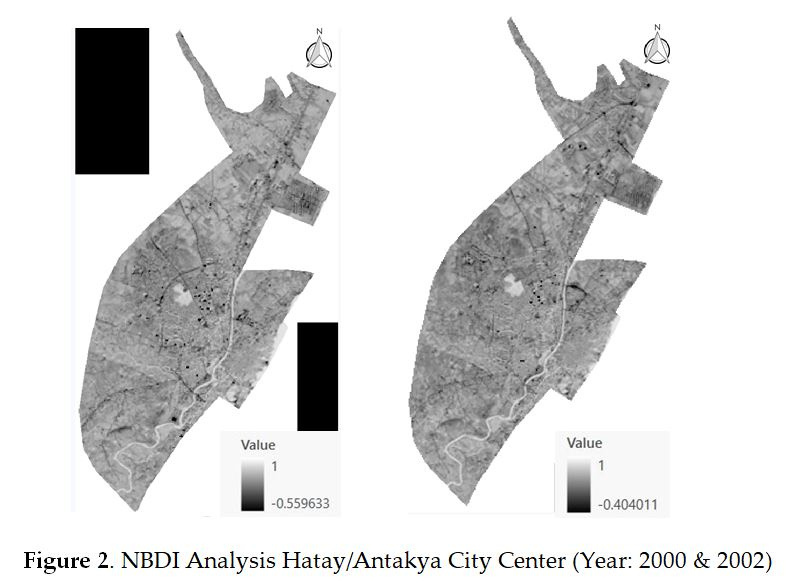 N
N
Value
1
-0.559633
Value
1
-0.404011
Figure 2. NBDI Analysis Hatay/Antakya City Center (Year: 2000 & 2002)